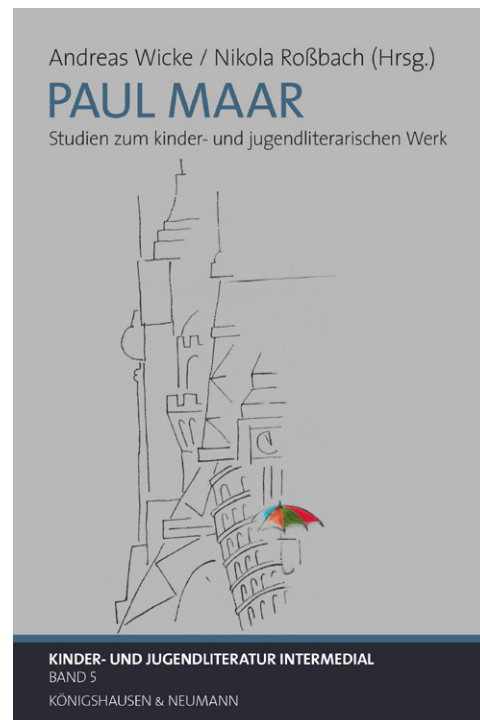 Andreas Wicke / Nikola Roßbach (Hrsg.)
PAUL MAAR
Studien zum kinder- und jugendliterarischen Werk
KINDER- UND JUGENDLITERATUR INTERMEDIAL
BAND 5
KÖNIGSHAUSEN & NEUMANN